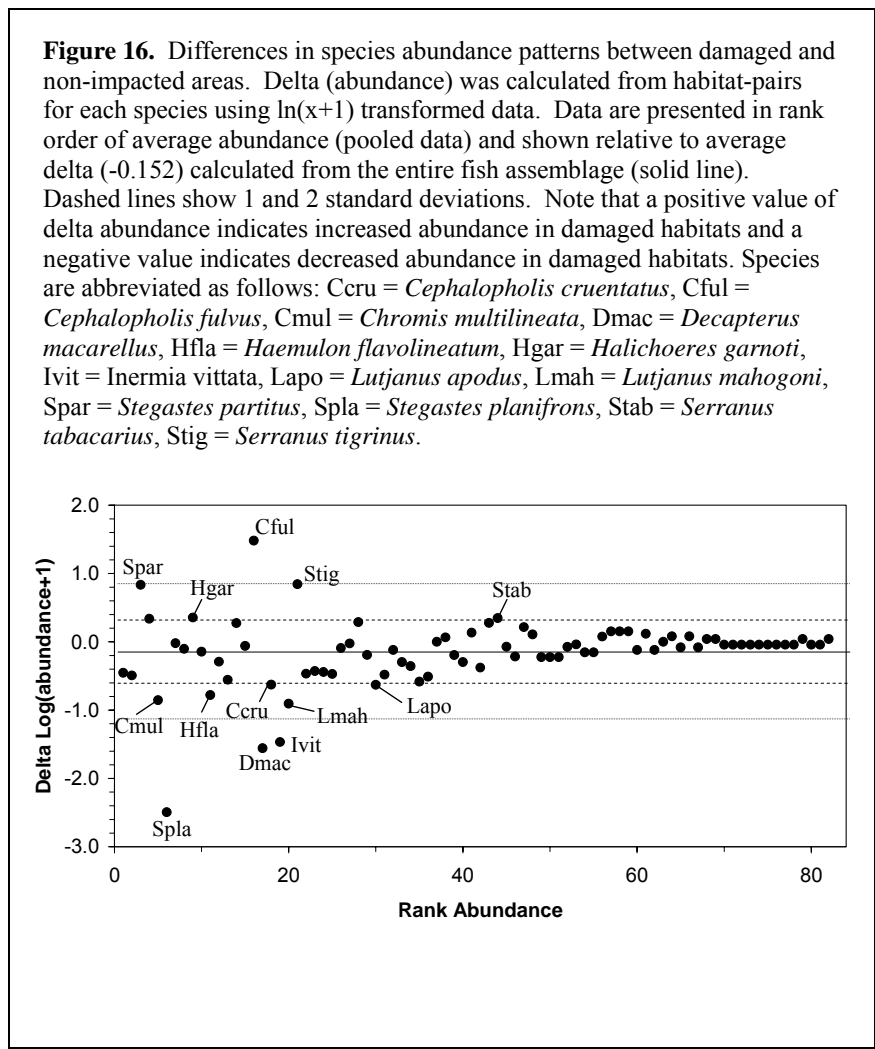 Figure 16. Differences in species abundance patterns between damaged and
non-impacted areas. Delta (abundance) was calculated from habitat-pairs
for each species using ln(x+1) transformed data. Data are presented in rank
order of average abundance (pooled data) and shown relative to average
delta (-0.152) calculated from the entire fish assemblage (solid line).
Dashed lines show 1 and 2 standard deviations. Note that a positive value of
delta abundance indicates increased abundance in damaged habitats and a
negative value indicates decreased abundance in damaged habitats. Species
are abbreviated as follows: Ccru = Cephalopholis cruentatus, Cful =
Cephalopholis fulvus, Cmul = Chromis multilineata, Dmac = Decapterus
macarellus, Hfla = Haemulon flavolineatum, Hgar = Halichoeres garnoti,
Ivit = Inermia vittata, Lapo = Lutjanus apodus, Lmah = Lutjanus mahogoni,
Spar = Stegastes partitus, Spla = Stegastes planifrons, Stab = Serranus
tabacarius, Stig = Serranus tigrinus.
2.0
1.0
0.0
-1.0
-2.0
-3.0
Delta Log(abundance+1)
Cful
Spar
Hgar
Stig
Stab
Cmul
Hfla
Ccru
Lmah
Lapo
Dmac
Ivit
Spla
0
20
40
60
80
Rank Abundance